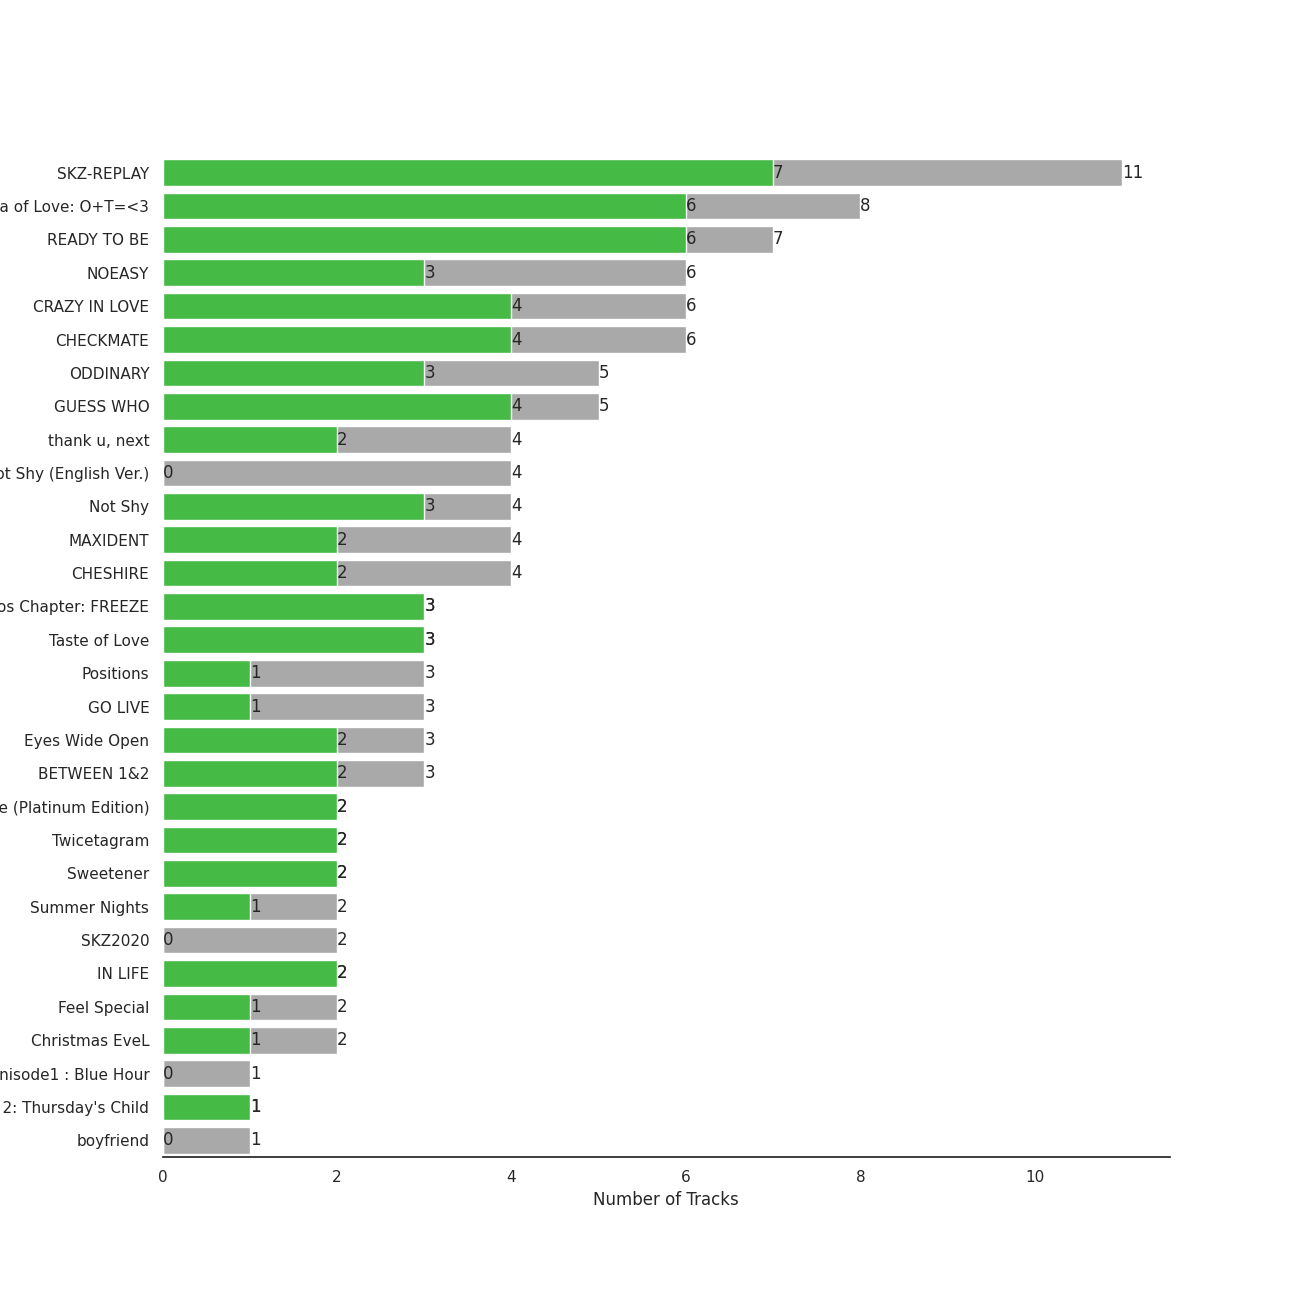 SKZ-REPLAY 7 11
a of Love: O+T=<3 6 8
READY TO BE 6 7
NOEASY 3 6
CRAZY IN LOVE 4 6
CHECKMATE 4 6
ODDINARY 3 5
GUESS WHO 4 5
thank u, next 2 4
ot Shy (English Ver.) 0 4
Not Shy 3 4
MAXIDENT 2 4
CHESHIRE 2 4
os Chapter: FREEZE 3
Taste of Love 3
Positions 1 3
GO LIVE 1 3
Eyes Wide Open 2 3
BETWEEN 1&2 2 3
e (Platinum Edition) 2
Twicetagram 2
Sweetener 2
Summer Nights 1 2
SKZ2020 0 2
IN LIFE 2
Feel Special 1 2
Christmas EveL 1 2
nisode1 : Blue Hour 0 1
2: Thursday's Child 1
boyfriend 0 1
0 2 4 6 8 10
Number of Tracks